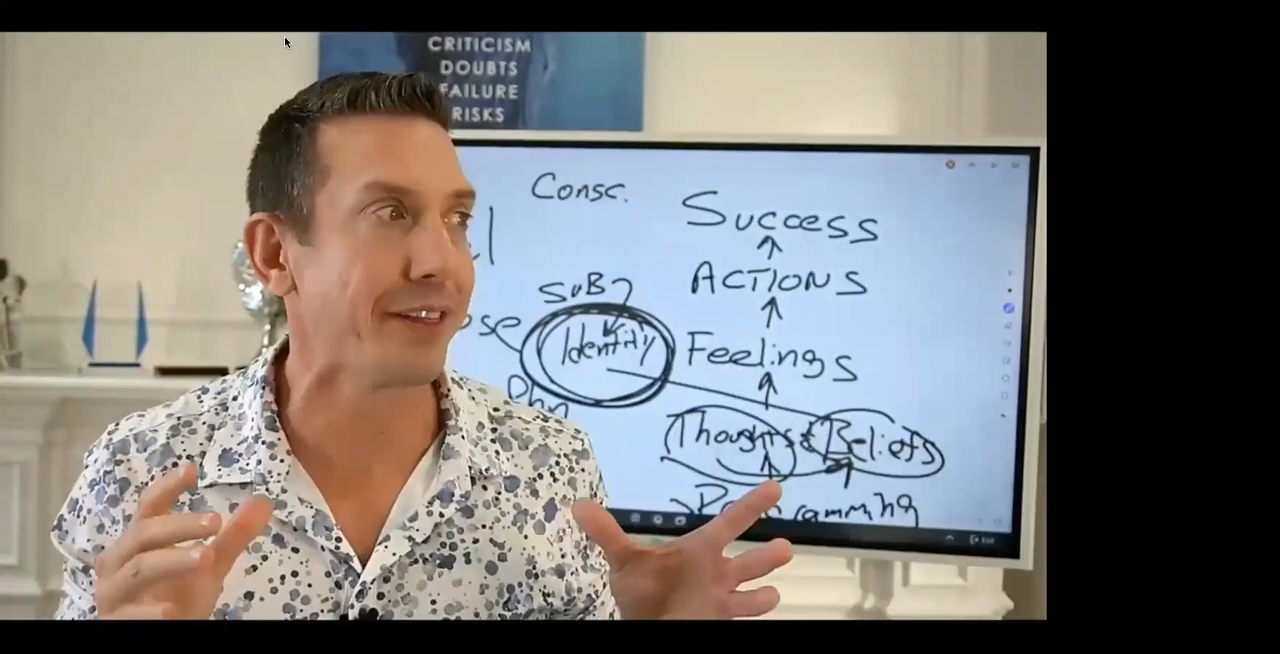 CRITICISM
DOUBTS
FAILURE
RISKS
Consc.
Success
ACTIONS
SUB
Identity
Feelings
Thoughts & Beliefs